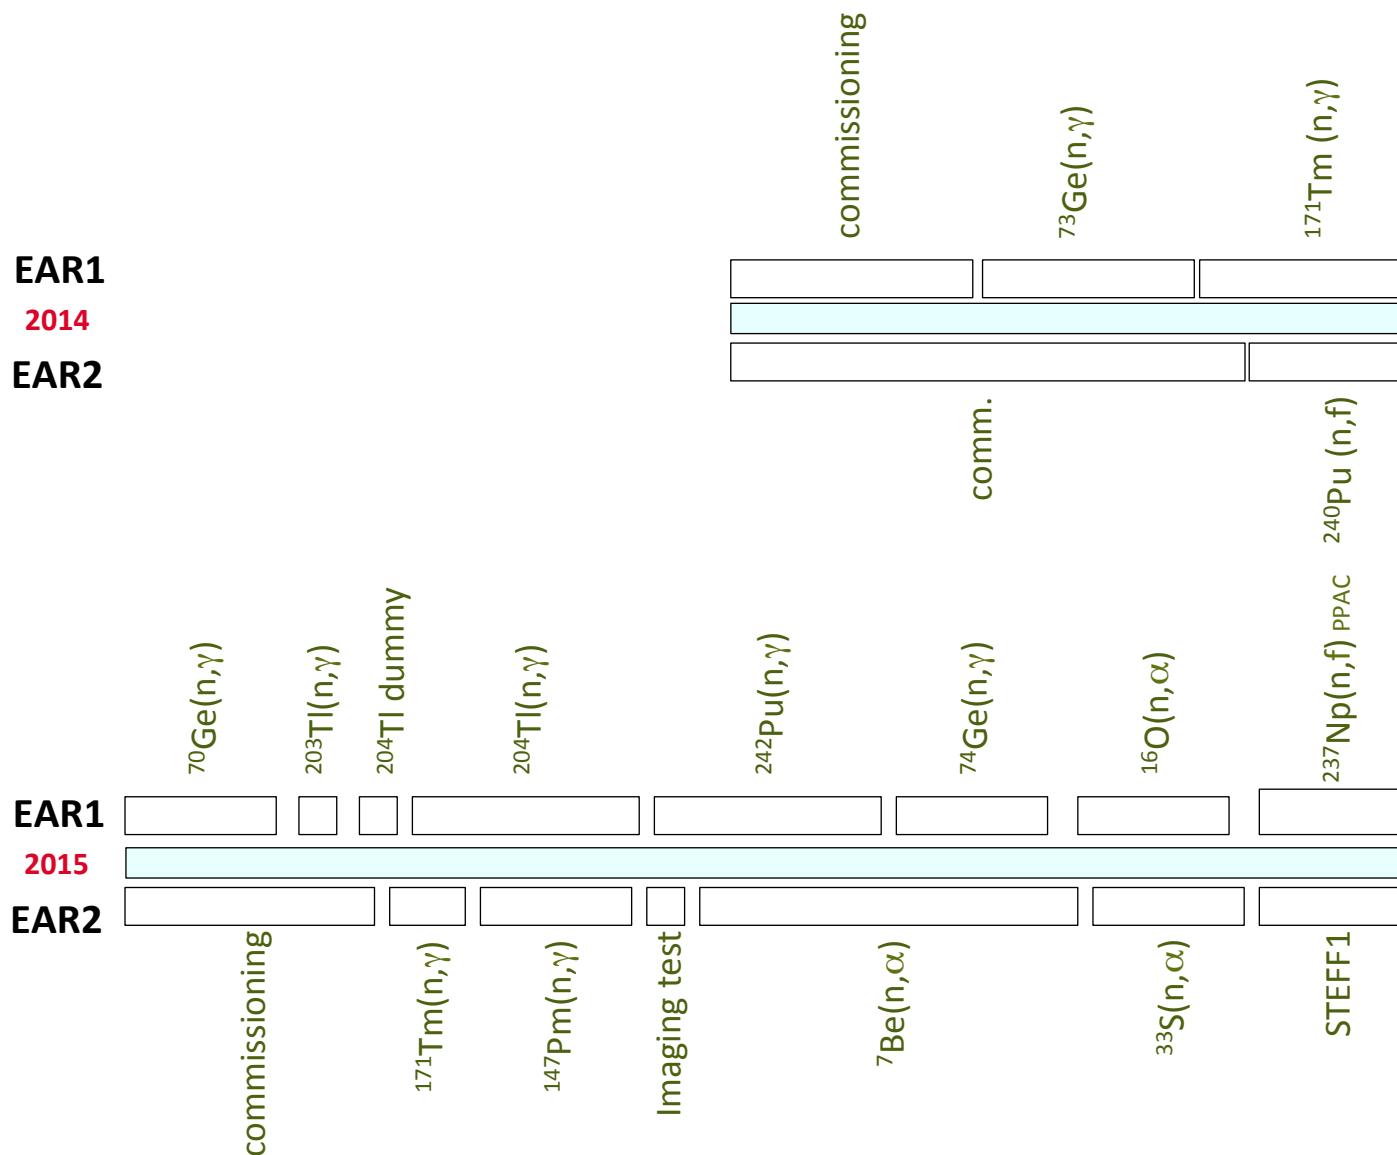 commissioning
⁷³Ge(n,γ)
¹⁷¹Tm (n,γ)
EAR1
2014
EAR2
comm.
²⁴⁰Pu (n,f)
⁷⁰Ge(n,γ)
²⁰³Tl(n,γ)
²⁰⁴Tl dummy
²⁰⁴Tl(n,γ)
²⁴²Pu(n,γ)
⁷⁴Ge(n,γ)
¹⁶O(n,α)
²³⁷Np(n,f) PPAC
EAR1
2015
EAR2
commissioning
¹⁷¹Tm(n,γ)
¹⁴⁷Pm(n,γ)
Imaging test
⁷Be(n,α)
³³S(n,α)
STEFF1